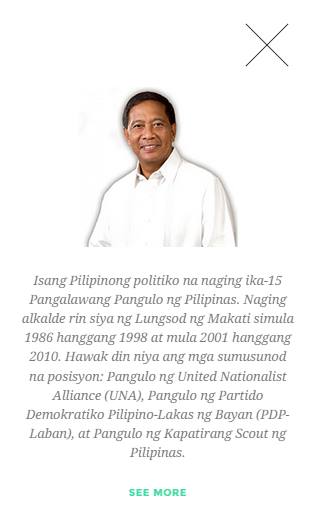 Isang Pilipinong politiko na naging ika-15
Pangalawang Pangulo ng Pilipinas. Naging
alkalde rin siya ng Lungsod ng Makati simula
1986 hanggang 1998 at mula 2001 hanggang
2010. Hawak din niya ang mga sumusunod
na posisyon: Pangulo ng United Nationalist
Alliance (UNA), Pangulo ng Partido
Demokratiko Pilipino-Lakas ng Bayan (PDP-
Laban), at Pangulo ng Kapatirang Scout ng
Pilipinas.
SEE MORE